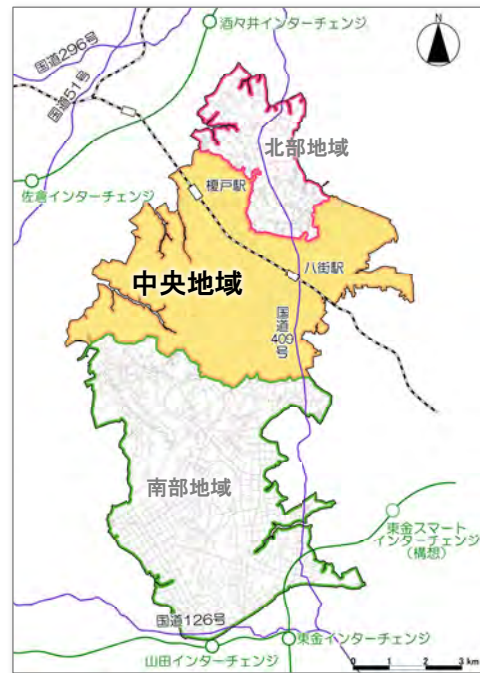 酒々井インターチェンジ
N
国道296号
国道51号
北部地域
榎戸駅
佐倉インターチェンジ
八街駅
中央地域
国道
409
号
南部地域
東金スマート
インターチェンジ
（構想）
国道126号
東金インターチェンジ
山田インターチェンジ
0 1 2 3 km